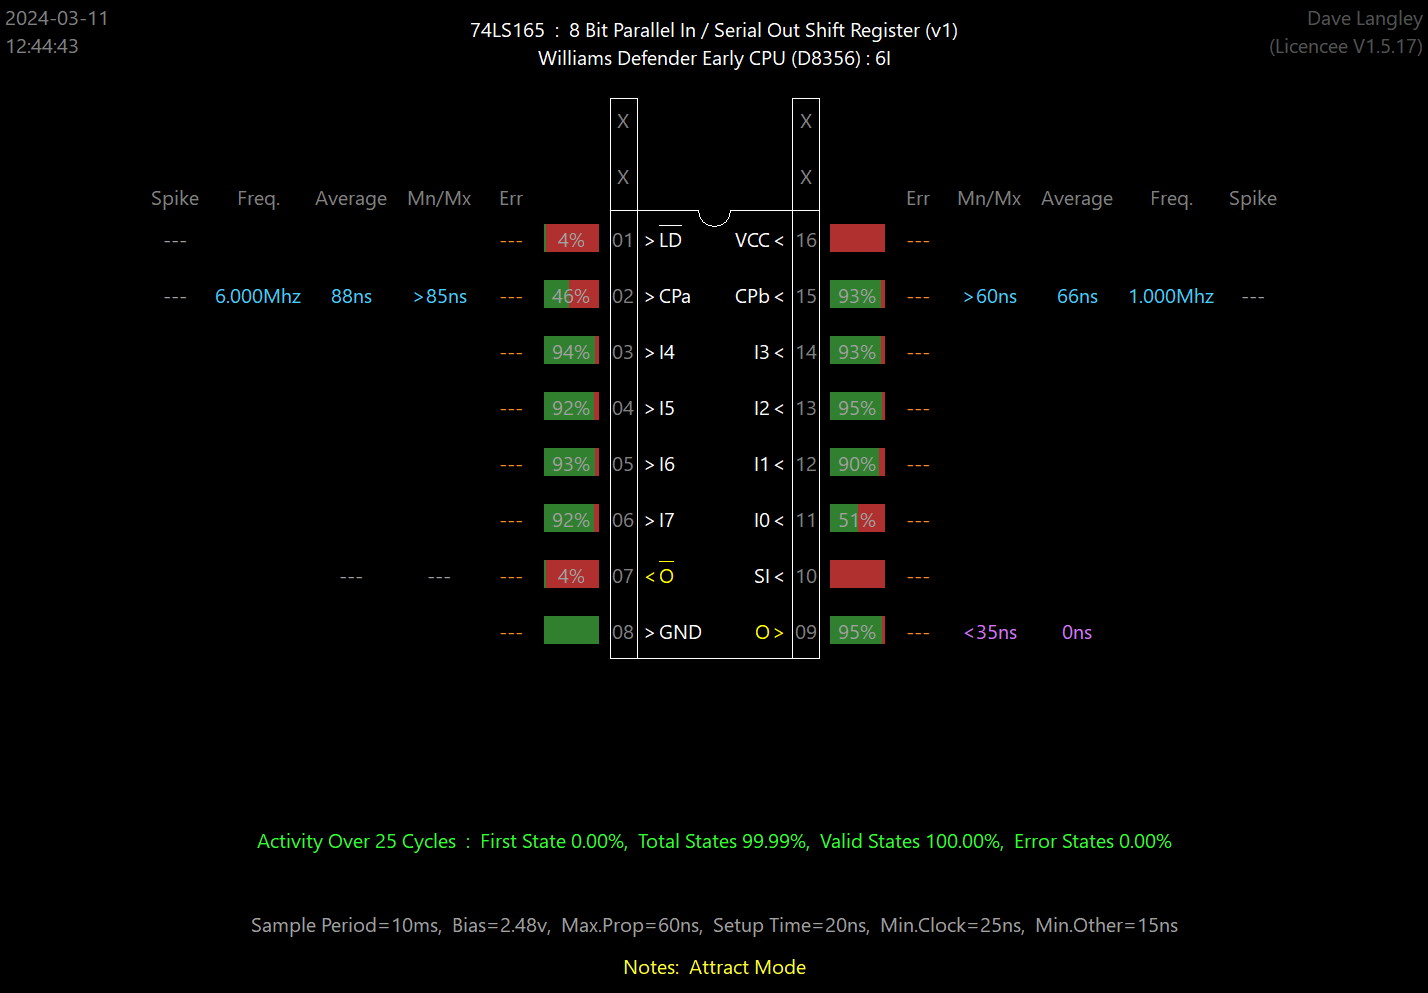 2024-03-11
12:44:43
74LS165 : 8 Bit Parallel In / Serial Out Shift Register (v1)
Williams Defender Early CPU (D8356) : 6I
Dave Langley
(Licencee V1.5.17)
X X
X X
Spike Freq. Average Mn/Mx Err Err Mn/Mx Average Freq. Spike
--- --- 4% 01 >LD VCC< 16 ---
--- 6.000Mhz 88ns >85ns --- 46% 02 >CPa CPb< 15 93% --- >60ns 66ns 1.000Mhz ---
--- 94% 03 >I4 I3< 14 93% ---
--- 92% 04 >I5 I2< 13 95% ---
--- 93% 05 >I6 I1< 12 90% ---
--- 92% 06 >I7 I0< 11 51% ---
--- --- --- 4% 07 <O SI< 10 ---
--- 08 >GND O> 09 95% --- <35ns 0ns
Activity Over 25 Cycles : First State 0.00%, Total States 99.99%, Valid States 100.00%, Error States 0.00%
Sample Period=10ms, Bias=2.48v, Max.Prop=60ns, Setup Time=20ns, Min.Clock=25ns, Min.Other=15ns
Notes: Attract Mode